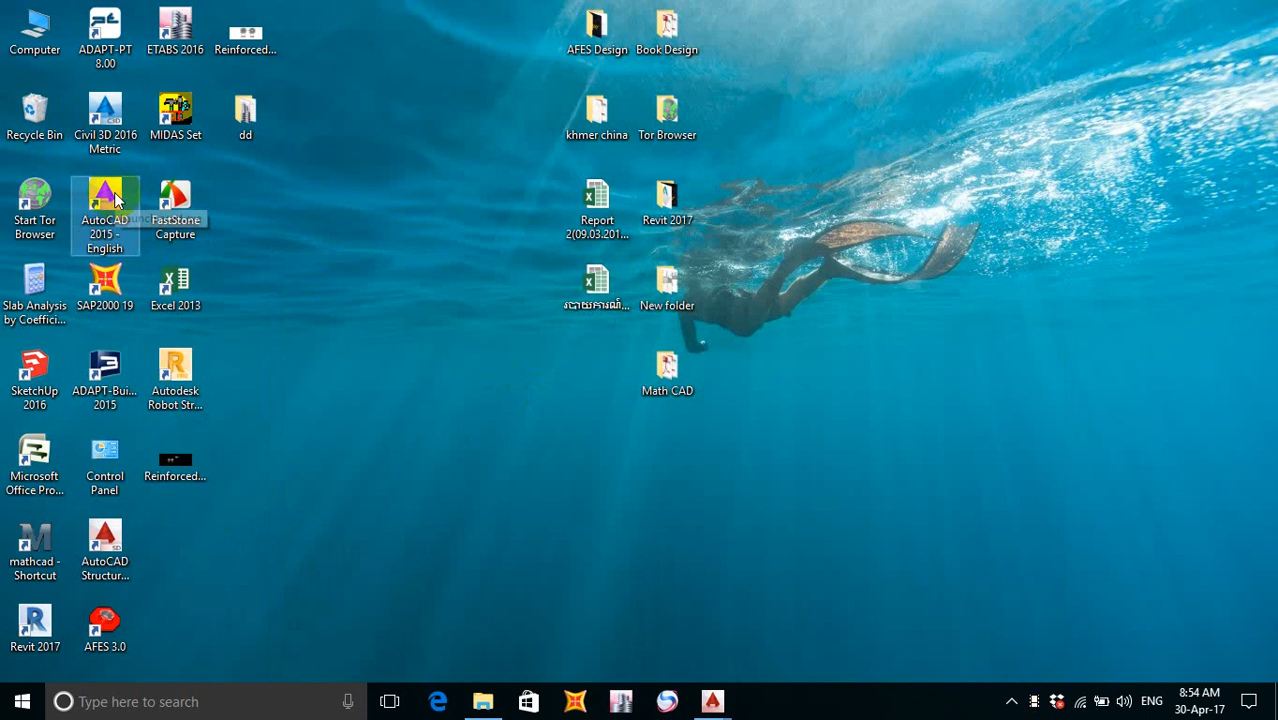 Computer
ADAPT-PT
8.00
ETABS 2016
Reinforced...
Recycle Bin
Civil 3D 2016
Metric
MIDAS Set
dd
Start Tor
Browser
AutoCAD
2015 -
English
FastStone
Capture
Slab Analysis
by Coeffici...
SAP2000 19
Excel 2013
SketchUp
2016
ADAPT-Bui...
2015
Autodesk
Robot Str...
Microsoft
Office Pro...
Control
Panel
Reinforced...
mathcad -
Shortcut
AutoCAD
Structur...
Revit 2017
AFES 3.0
AFES Design
Book Design
khmer china
Tor Browser
Report
2(09.03.201...
Revit 2017
របាយការណ៍...
New folder
Math CAD
Type here to search
ENG
8:54 AM
30-Apr-17